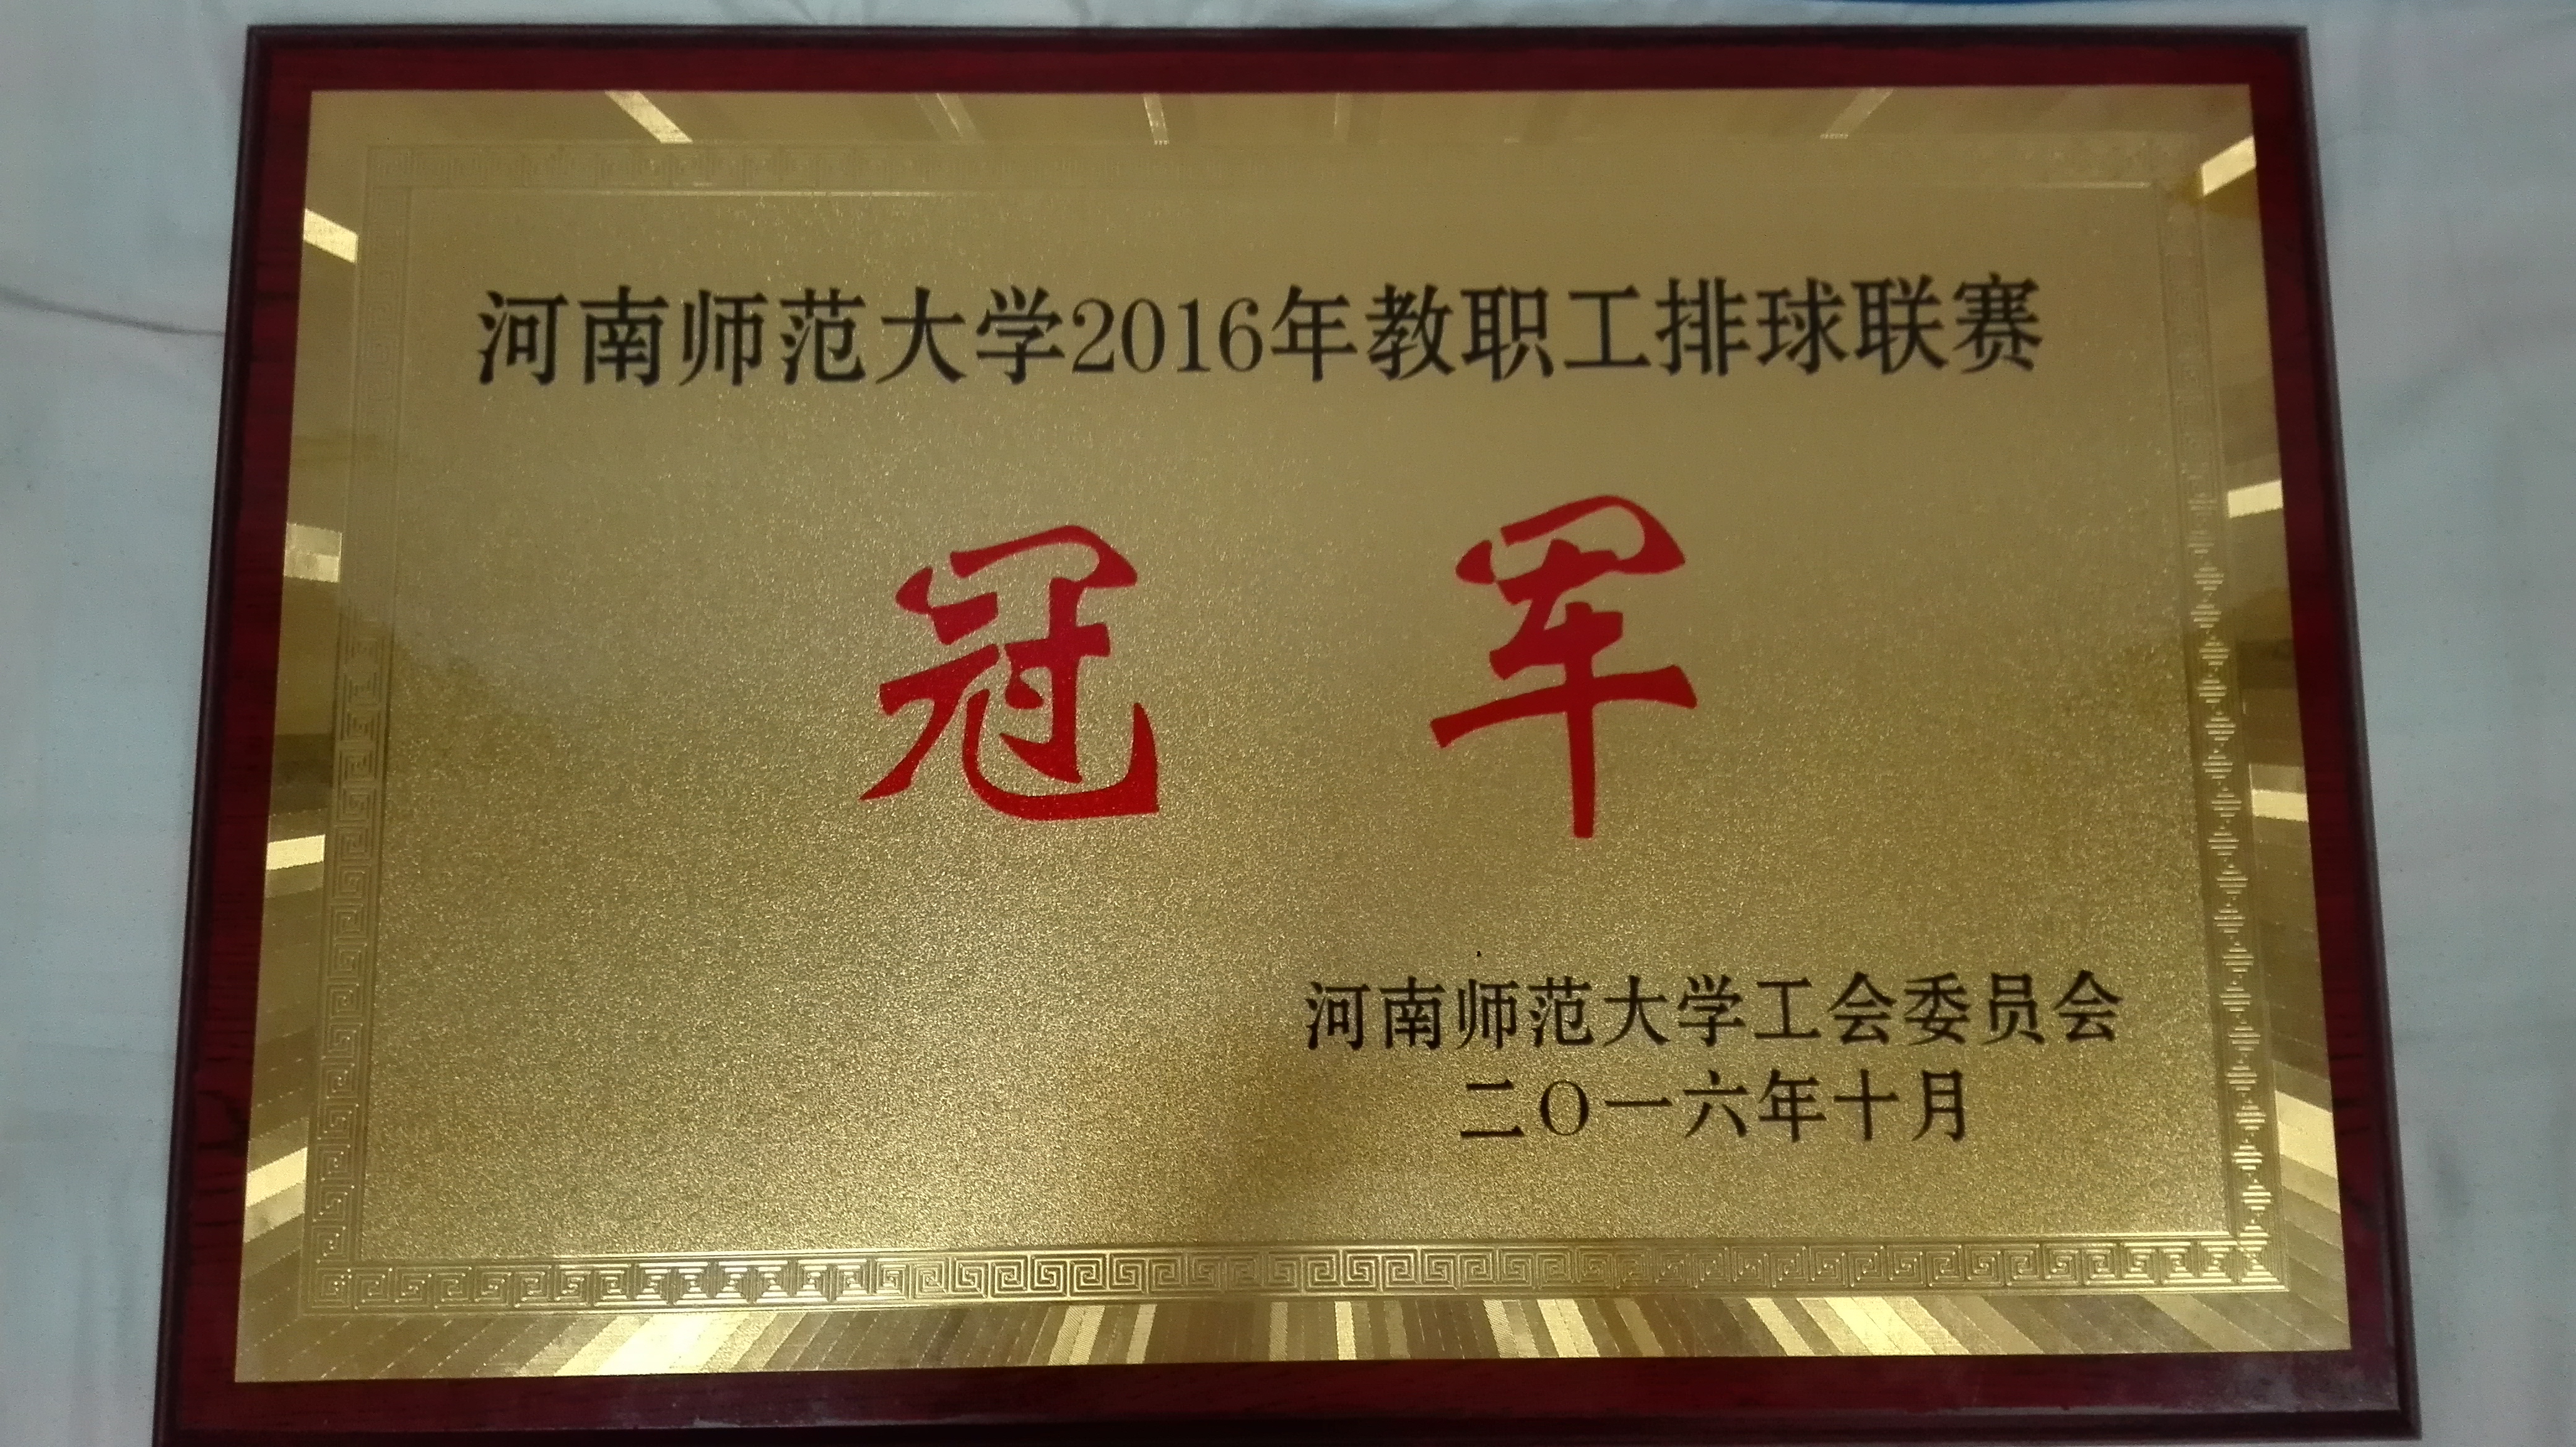 河南师范大学2016年教职工排球联赛
冠军
河南师范大学工会委员会
二〇一六年十月